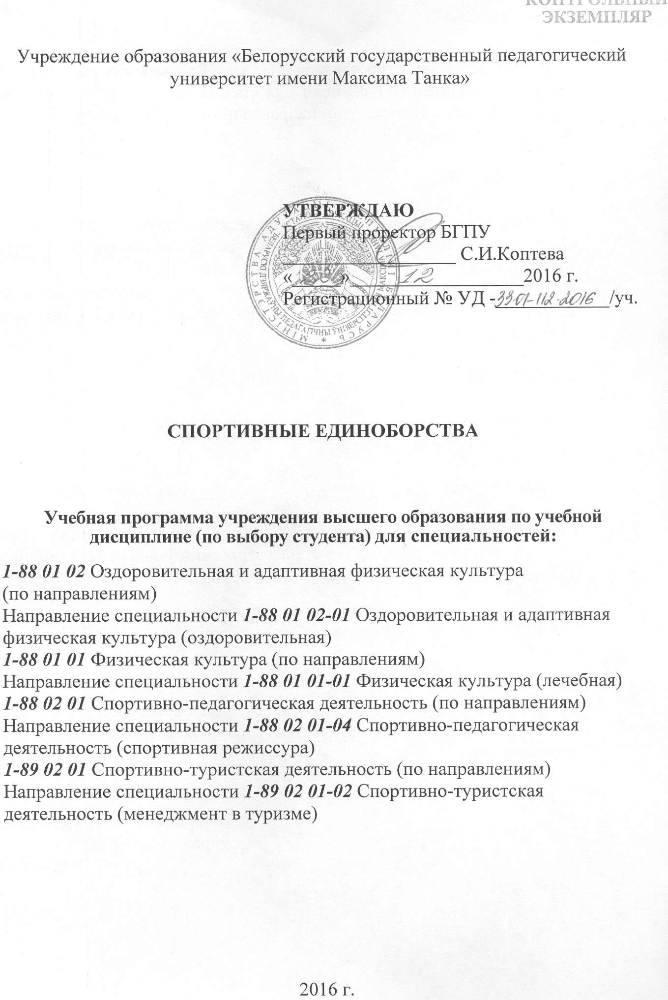 КОНТРОЛЬНЫЙ
ЭКЗЕМПЛЯР
Учреждение образования «Белорусский государственный педагогический
университет имени Максима Танка»
УТВЕРЖДАЮ
Первый проректор БГПУ
С.И.Коптева
« » 12 2016 г.
Регистрационный № УД -33-01-112-2016/уч.
СПОРТИВНЫЕ ЕДИНОБОРСТВА
Учебная программа учреждения высшего образования по учебной
дисциплине (по выбору студента) для специальностей:
1-88 01 02 Оздоровительная и адаптивная физическая культура
(по направлениям)
Направление специальности 1-88 01 02-01 Оздоровительная и адаптивная
физическая культура (оздоровительная)
1-88 01 01 Физическая культура (по направлениям)
Направление специальности 1-88 01 01-01 Физическая культура (лечебная)
1-88 02 01 Спортивно-педагогическая деятельность (по направлениям)
Направление специальности 1-88 02 01-04 Спортивно-педагогическая
деятельность (спортивная режиссура)
1-89 02 01 Спортивно-туристская деятельность (по направлениям)
Направление специальности 1-89 02 01-02 Спортивно-туристская
деятельность (менеджмент в туризме)
2016 г.